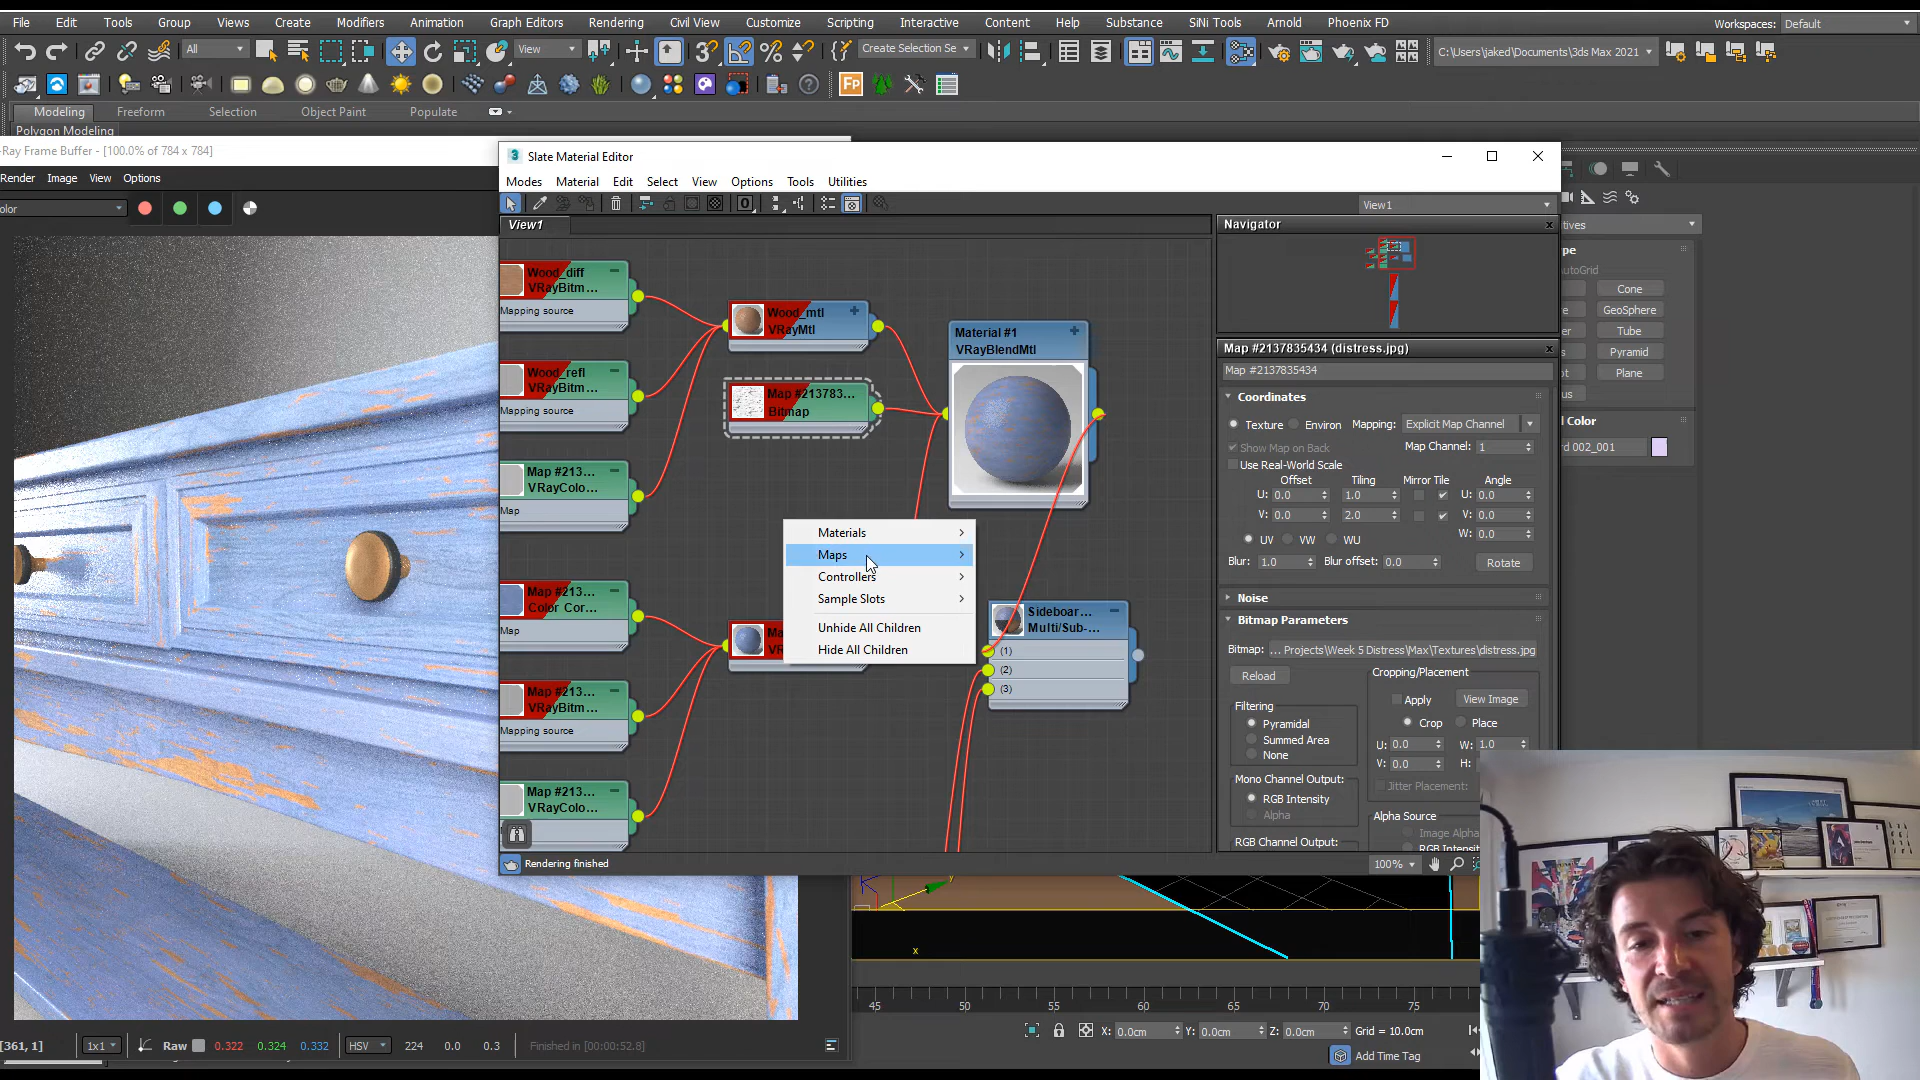 File Edit Tools Group Views Create Modifiers Animation Graph Editors Rendering Civil View Customize Scripting Interactive Content Help Substance SiNi Tools Arnold Phoenix FD Workspaces: Default
All View Create Selection Se C:\Users\jaked\Documents\3ds Max 2021
Modeling Freeform Selection Object Paint Populate
Polygon Modeling
Ray Frame Buffer - [100.0% of 784 x 784]
Render Image View Options
olor
3 Slate Material Editor
Modes Material Edit Select View Options Tools Utilities
View1
View1
Wood_diff
VRayBitm...
Mapping source
Wood_refl
VRayBitm...
Mapping source
Map #213...
VRayColo...
Map
Map #213...
Color Cor...
Map
Map #213...
VRayBitm...
Mapping source
Map #213...
VRayColo...
Wood_mtl
VRayMtl
Map #213783...
Bitmap
Material #1
VRayBlendMtl
Materials
Maps
Controllers
Sample Slots
Unhide All Children
Hide All Children
Sideboar...
Multi/Sub-...
(1)
(2)
(3)
Rendering finished
100%
Navigator
Map #2137835434 (distress.jpg)
Map #2137835434
Coordinates
Texture Environ Mapping: Explicit Map Channel
Show Map on Back Map Channel: 1
Use Real-World Scale
Offset Tiling Mirror Tile Angle
U: 0.0 1.0 U: 0.0
V: 0.0 2.0 V: 0.0
UV VW WU W: 0.0
Blur: 1.0 Blur offset: 0.0 Rotate
Noise
Bitmap Parameters
Bitmap: ... Projects\Week 5 Distress\Max\Textures\distress.jpg
Reload
Cropping/Placement
Apply View Image
Crop Place
U: 0.0 W: 1.0
V: 0.0 H:
Jitter Placement:
Filtering
Pyramidal
Summed Area
None
Mono Channel Output:
RGB Intensity
Alpha
RGB Channel Output:
Alpha Source
Image Alpha
RGB Intensi
tives
ype
utoGrid
Cone
GeoSphere
Tube
Pyramid
Plane
d Color
rd 002_001
x
y
45 50 55 60 65 70 75
X: 0.0cm Y: 0.0cm Z: 0.0cm Grid = 10.0cm
Add Time Tag
[361, 1] 1x1 Raw 0.322 0.324 0.332 HSV 224 0.0 0.3 Finished in [00:00:52.8]